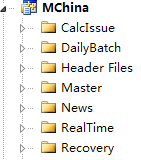 MChina
CalcIssue
DailyBatch
Header Files
Master
News
RealTime
Recovery